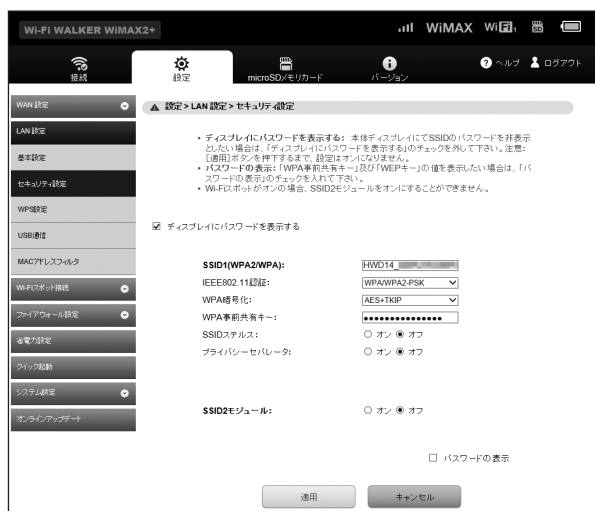 Wi-Fi WALKER WiMAX2+
WiMAX WiFi1
接続
設定
microSDメモリカード
バージョン
ヘルプ
ログアウト
WAN 設定
LAN 設定
基本設定
セキュリティ設定
WPS設定
USB通信
MACアドレスフィルタ
Wi-Fiスポット接続
ファイアウォール設定
省電力設定
クイック起動
システム設定
オンラインアップデート
設定 > LAN 設定 > セキュリティ設定
• ディスプレイにパスワードを表示する: 本体ディスプレイにてSSIDのパスワードを非表示
としたい場合は、「ディスプレイにパスワードを表示する」のチェックを外して下さい。注意:
[適用]ボタンを押下するまで、設定はオンになりません。
• パスワードの表示:「WPA事前共有キー」及び「WEPキー」の値を表示したい場合は、「パ
スワードの表示」のチェックを入れて下さい。
• Wi-Fiスポットがオンの場合、SSID2モジュールをオンにすることができません。
ディスプレイにパスワードを表示する
SSID1(WPA2/WPA): HWD14_
IEEE802.11認証: WPA/WPA2-PSK
WPA暗号化: AES+TKIP
WPA事前共有キー: •••••••••••••••
SSIDステルス: オン オフ
プライバシーセパレータ: オン オフ
SSID2モジュール: オン オフ
パスワードの表示
適用
キャンセル